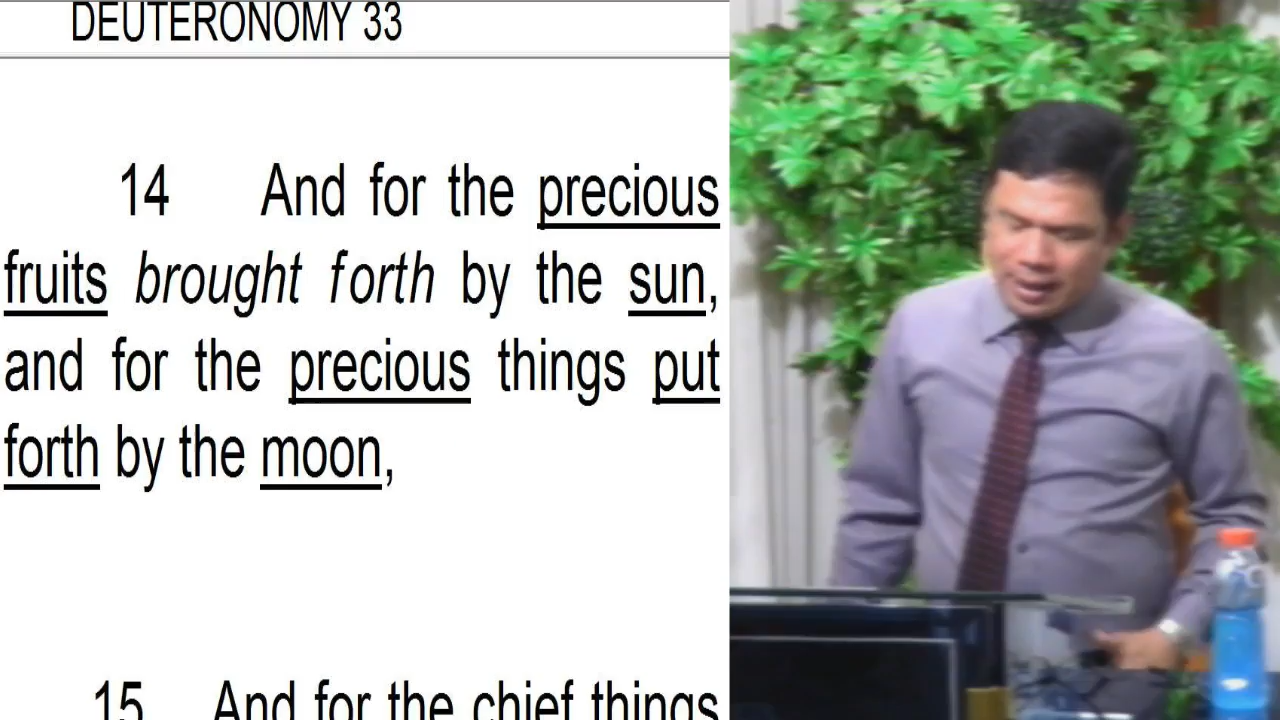 DEUTERONOMY 33
14 And for the precious
fruits brought forth by the sun,
and for the precious things put
forth by the moon,
15 And for the chief things